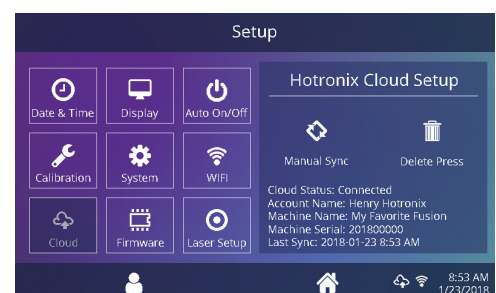 Setup
Date & Time
Display
Auto On/Off
Calibration
System
WIFI
Cloud
Firmware
Laser Setup
Hotronix Cloud Setup
Manual Sync
Delete Press
Cloud Status: Connected
Account Name: Henry Hotronix
Machine Name: My Favorite Fusion
Machine Serial: 201800000
Last Sync: 2018-01-23 8:53 AM
8:53 AM
1/23/2018